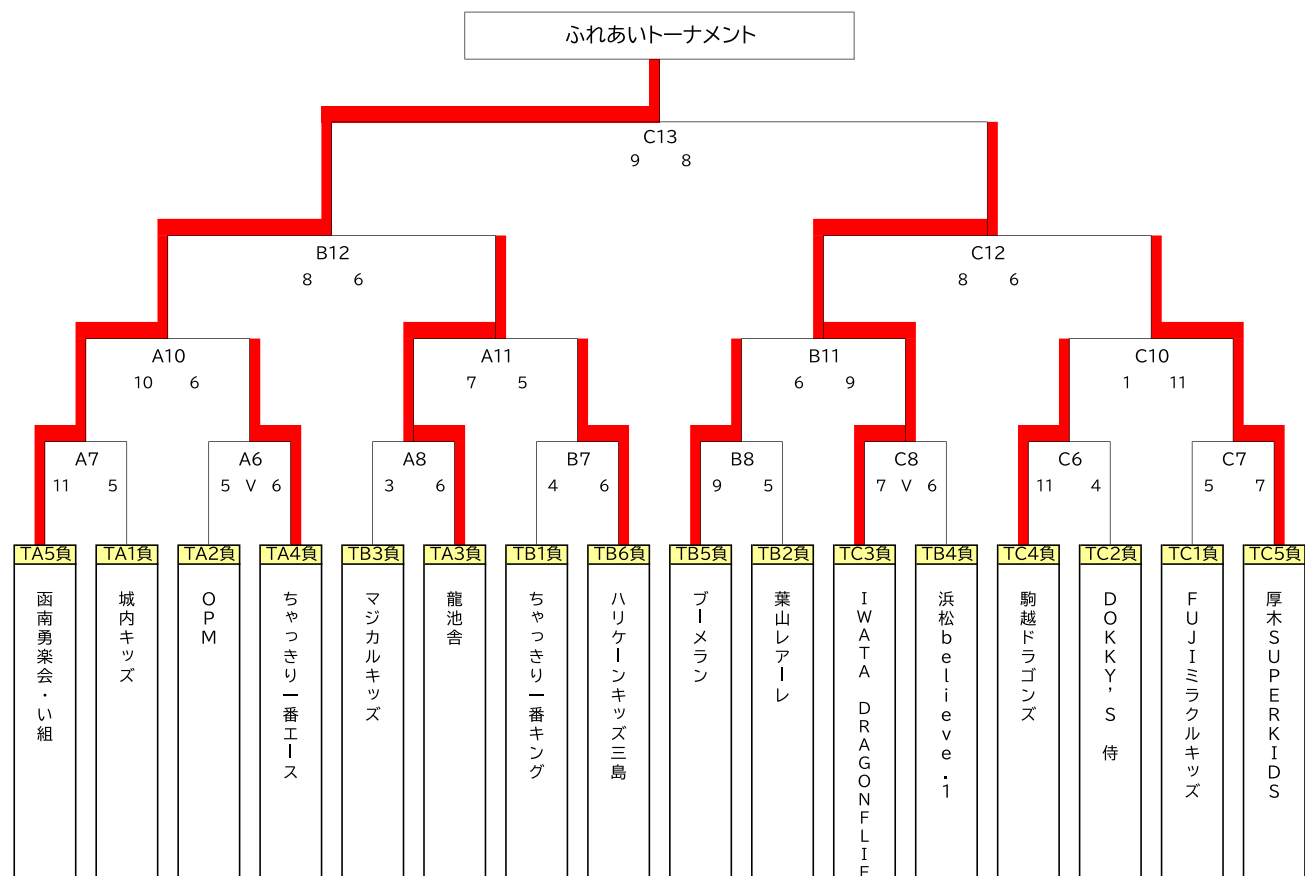 ふれあいトーナメント
C13
9 8
B12
8 6
C12
8 6
A10
10 6
A11
7 5
B11
6 9
C10
1 11
A7
11 5
A6
5 V 6
A8
3 6
B7
4 6
B8
9 5
C8
7 V 6
C6
11 4
C7
5 7
TA5負
TA1負
TA2負
TA4負
TB3負
TA3負
TB1負
TB6負
TB5負
TB2負
TC3負
TB4負
TC4負
TC2負
TC1負
TC5負
函南勇楽会・い組
城内キッズ
OPM
ちゃっきり一番エース
マジカルキッズ
龍池舎
ちゃっきり一番キング
ハリケーンキッズ三島
ブーメラン
葉山レアーレ
IWATA DRAGONFLIE
浜松believe・1
駒越ドラゴンズ
DOKKY'S 侍
FUJIミラクルキッズ
厚木SUPERKIDS